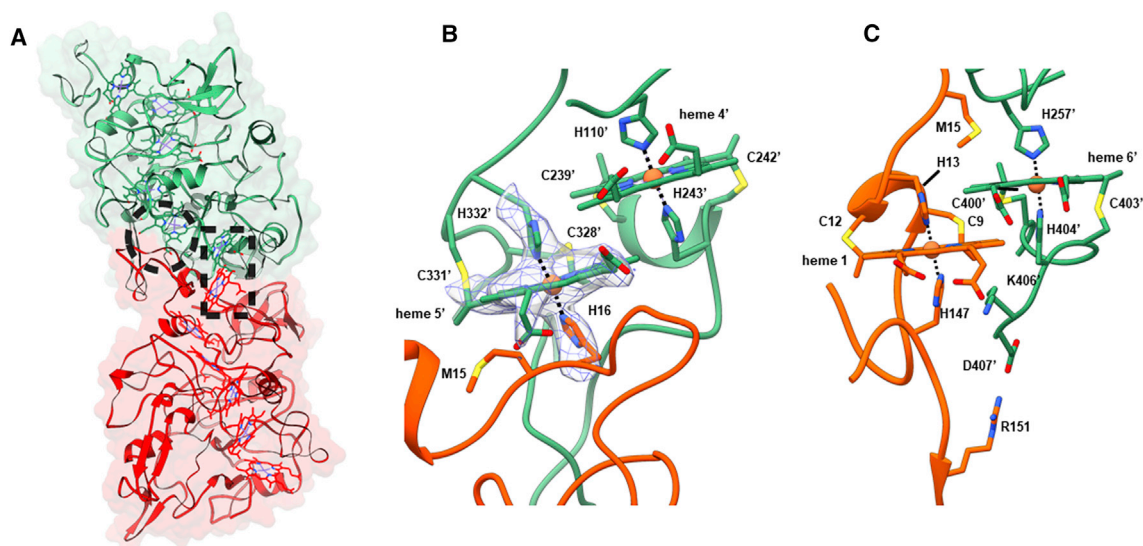 A
B
C
heme 4’
H110’
C242’
C239’
H243’
H332’
C328’
C331’
heme 5’
H16
M15
M15
H257’
H13
heme 6’
C400’
C403’
C12
C9
H404’
heme 1
K406’
H147
D407’
R151